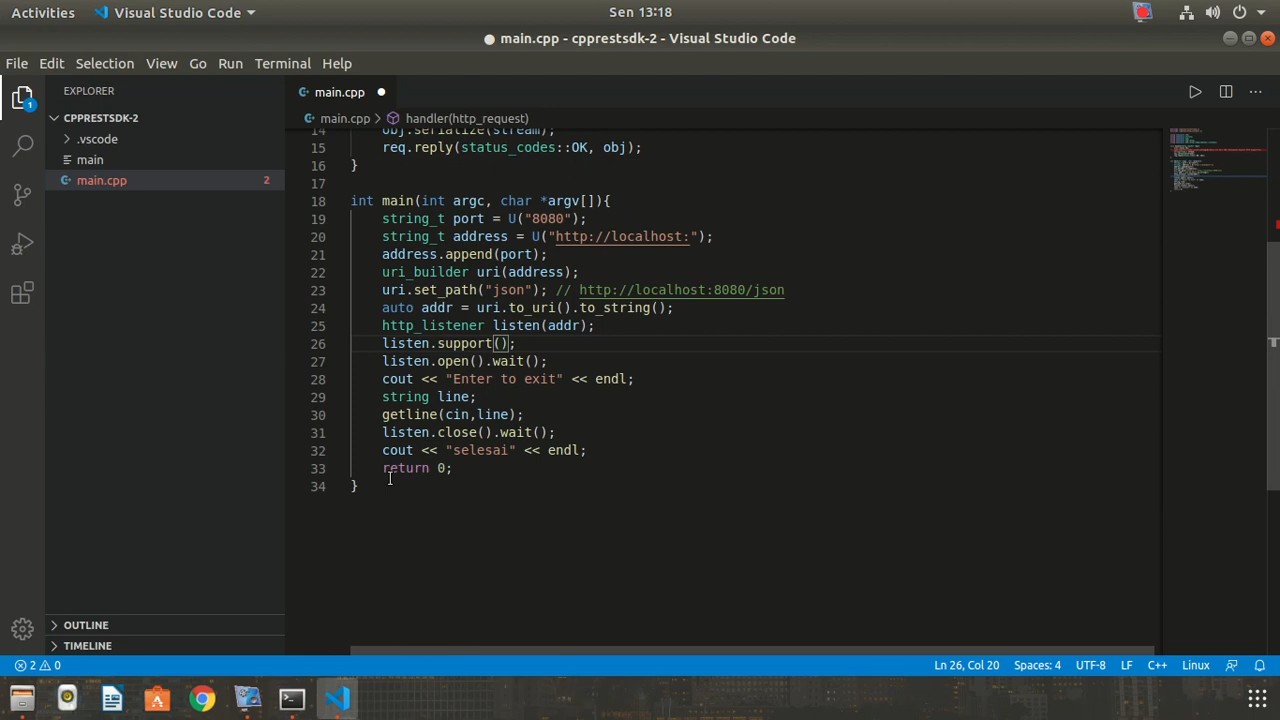 Activities Visual Studio Code Sen 13:18
● main.cpp - cpprestsdk-2 - Visual Studio Code
File Edit Selection View Go Run Terminal Help
EXPLORER
CPPRESTSDK-2
.vscode
main
main.cpp 2
OUTLINE
TIMELINE
1
main.cpp
main.cpp > handler(http_request)
14 obj.serialize(stream);
15 req.reply(status_codes::OK, obj);
16 }
17
18 int main(int argc, char *argv[]){
19 string_t port = U("8080");
20 string_t address = U("http://localhost:");
21 address.append(port);
22 uri_builder uri(address);
23 uri.set_path("json"); // http://localhost:8080/json
24 auto addr = uri.to_uri().to_string();
25 http_listener listen(addr);
26 listen.support();
27 listen.open().wait();
28 cout << "Enter to exit" << endl;
29 string line;
30 getline(cin,line);
31 listen.close().wait();
32 cout << "selesai" << endl;
33 return 0;
34 }
2 0 Ln 26, Col 20 Spaces: 4 UTF-8 LF C++ Linux